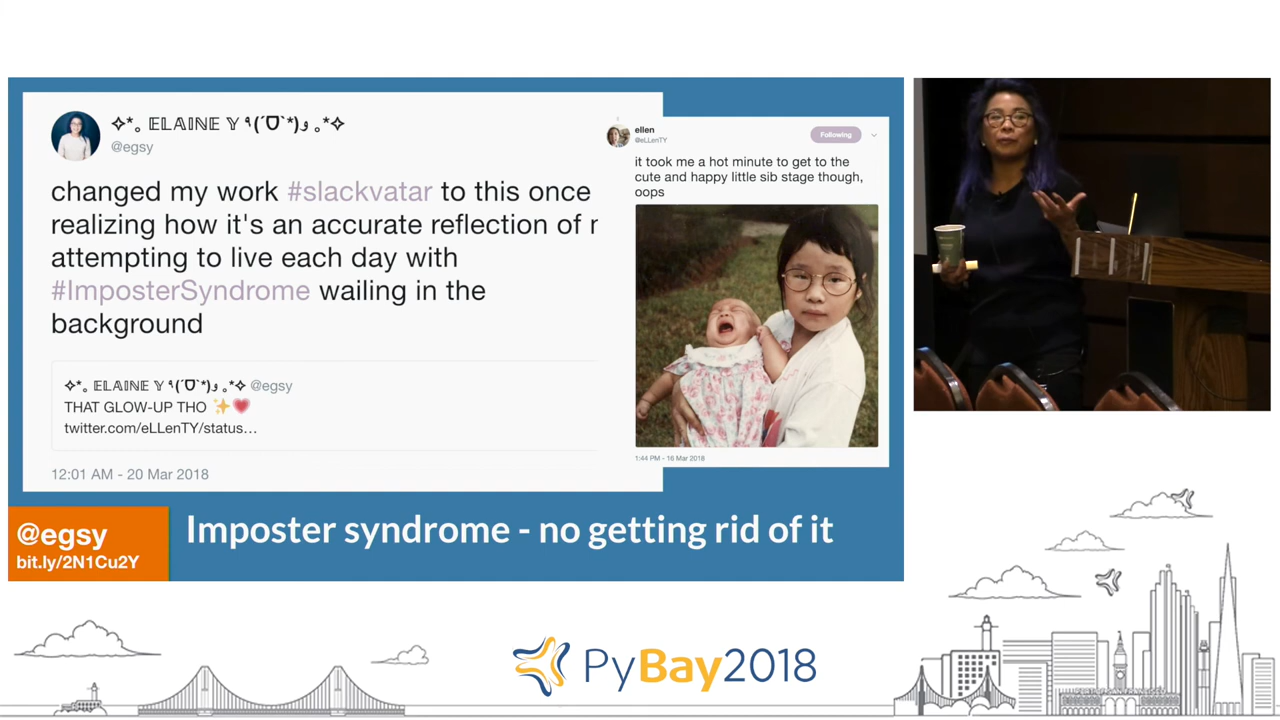 ✧*｡ 𝔼𝕃𝔸𝕀ℕ𝔼 𝕐 ٩(ˊᗜˋ*)و ｡*✧
@egsy
changed my work #slackvatar to this once
realizing how it's an accurate reflection of
attempting to live each day with
#ImposterSyndrome wailing in the
background
✧*｡ 𝔼𝕃𝔸𝕀ℕ𝔼 𝕐 ٩(ˊᗜˋ*)و ｡*✧ @egsy
THAT GLOW-UP THO ✨💖
twitter.com/eLLenTY/status…
12:01 AM - 20 Mar 2018
ellen
@eLLenTY
Following
it took me a hot minute to get to the
cute and happy little sib stage though,
oops
1:44 PM - 16 Mar 2018
@egsy
bit.ly/2N1Cu2Y
Imposter syndrome - no getting rid of it
PyBay2018